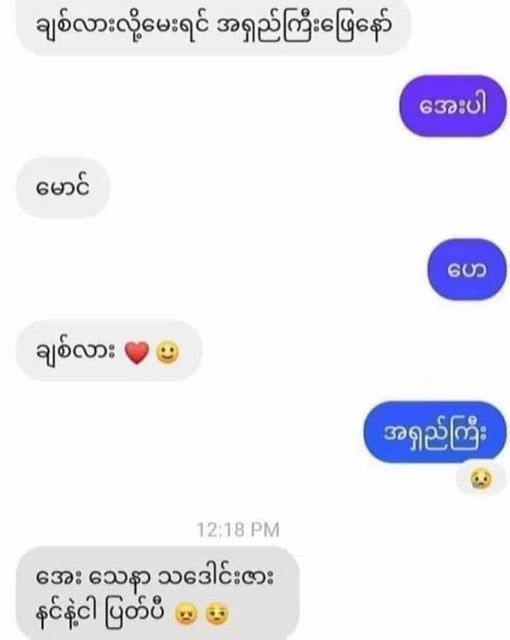 ချစ်လားလို့မေးရင် အရှည်ကြီးဖြေနော်
အေးပါ
မောင်
ဟေ
ချစ်လား ❤️🙂
အရှည်ကြီး
😢
12:18 PM
အေး သေနာ သဒေါင်းဇား
နင်နဲ့ငါ ပြတ်ပီ 😠😒